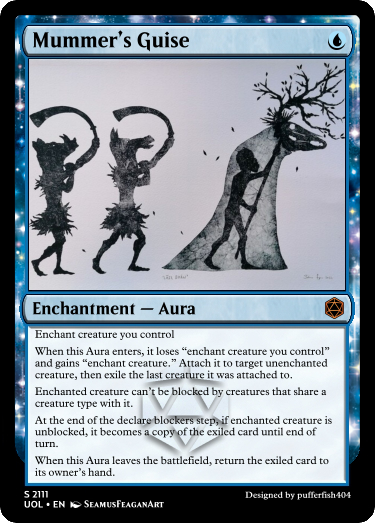 Mummer's Guise
Enchantment — Aura
Enchant creature you control
When this Aura enters, it loses “enchant creature you control”
and gains “enchant creature.” Attach it to target unenchanted
creature, then exile the last creature it was attached to.
Enchanted creature can't be blocked by creatures that share a
creature type with it.
At the end of the declare blockers step, if enchanted creature is
unblocked, it becomes a copy of the exiled card until end of
turn.
When this Aura leaves the battlefield, return the exiled card to
its owner's hand.
S 2111
UOL • EN SeamusFeaganArt
Designed by pufferfish404